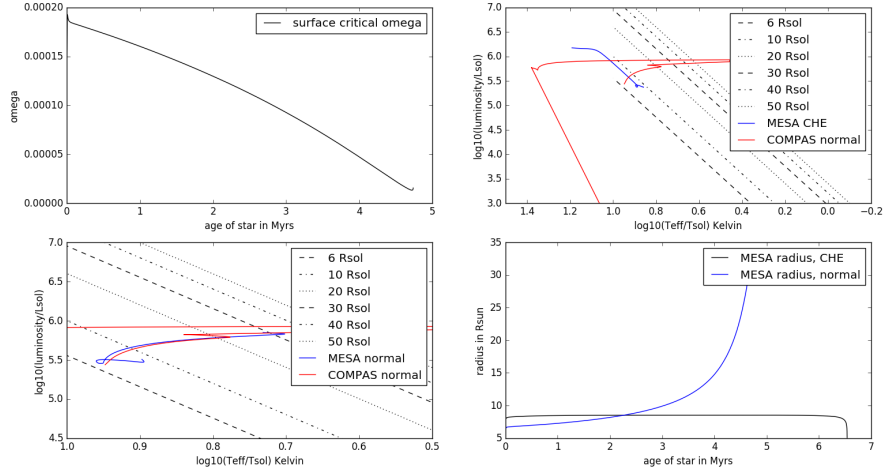 0.00020
0.00015
0.00010
0.00005
0.00000
omega
0 1 2 3 4 5
age of star in Myrs
surface critical omega
7.0
6.5
6.0
5.5
5.0
4.5
4.0
3.5
3.0
log10(luminosity/Lsol)
1.4 1.2 1.0 0.8 0.6 0.4 0.2 0.0 −0.2
log10(Teff/Tsol) Kelvin
6 Rsol
10 Rsol
20 Rsol
30 Rsol
40 Rsol
50 Rsol
MESA CHE
COMPAS normal
7.0
6.5
6.0
5.5
5.0
4.5
log10(luminosity/Lsol)
1.0 0.9 0.8 0.7 0.6 0.5
log10(Teff/Tsol) Kelvin
6 Rsol
10 Rsol
20 Rsol
30 Rsol
40 Rsol
50 Rsol
MESA normal
COMPAS normal
35
30
25
20
15
10
5
radius in Rsun
0 1 2 3 4 5 6 7
age of star in Myrs
MESA radius, CHE
MESA radius, normal